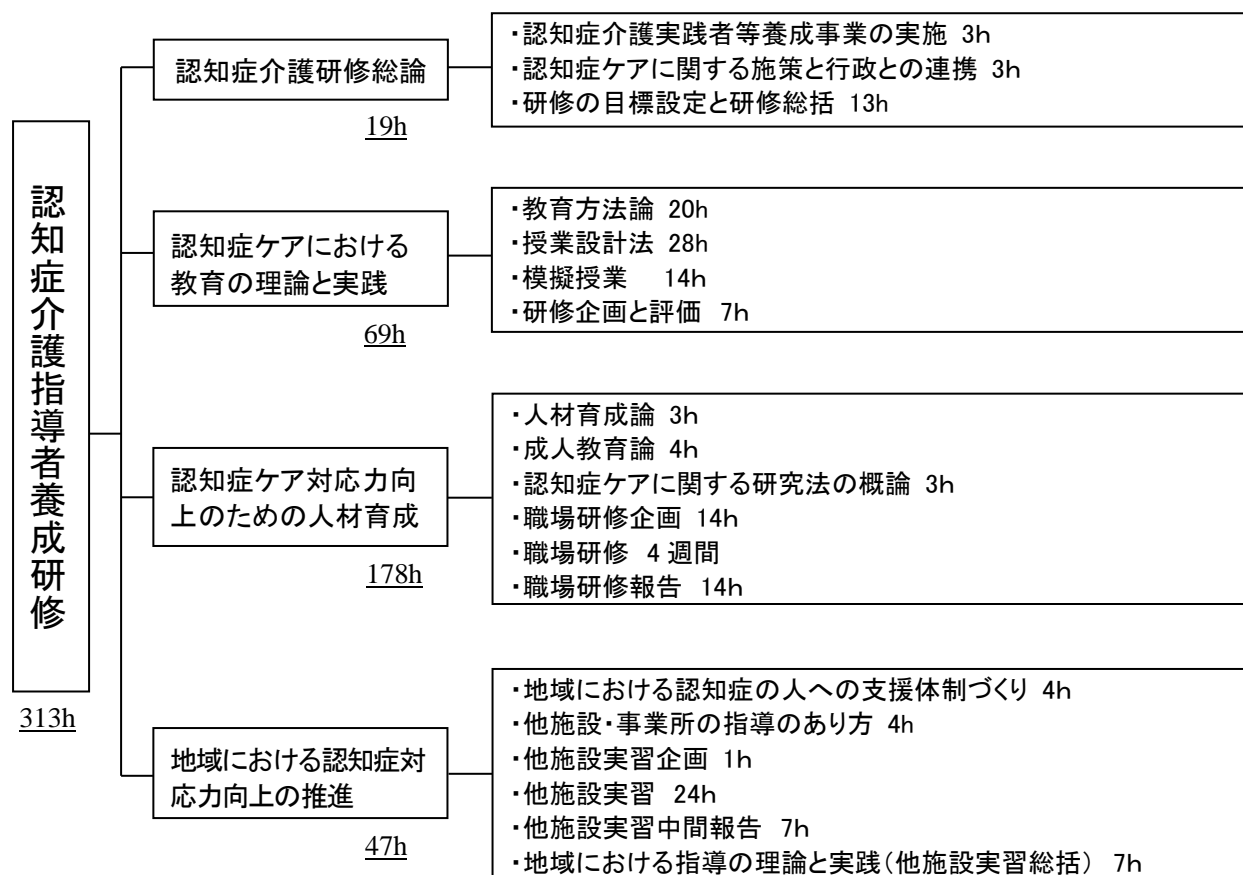 認知症介護指導者養成研修
313h
認知症介護研修総論
19h
・認知症介護実践者等養成事業の実施 3h
・認知症ケアに関する施策と行政との連携 3h
・研修の目標設定と研修総括 13h
認知症ケアにおける
教育の理論と実践
69h
・教育方法論 20h
・授業設計法 28h
・模擬授業 14h
・研修企画と評価 7h
認知症ケア対応力向
上のための人材育成
178h
・人材育成論 3h
・成人教育論 4h
・認知症ケアに関する研究法の概論 3h
・職場研修企画 14h
・職場研修 4 週間
・職場研修報告 14h
地域における認知症対
応力向上の推進
47h
・地域における認知症の人への支援体制づくり 4h
・他施設・事業所の指導のあり方 4h
・他施設実習企画 1h
・他施設実習 24h
・他施設実習中間報告 7h
・地域における指導の理論と実践(他施設実習総括) 7h